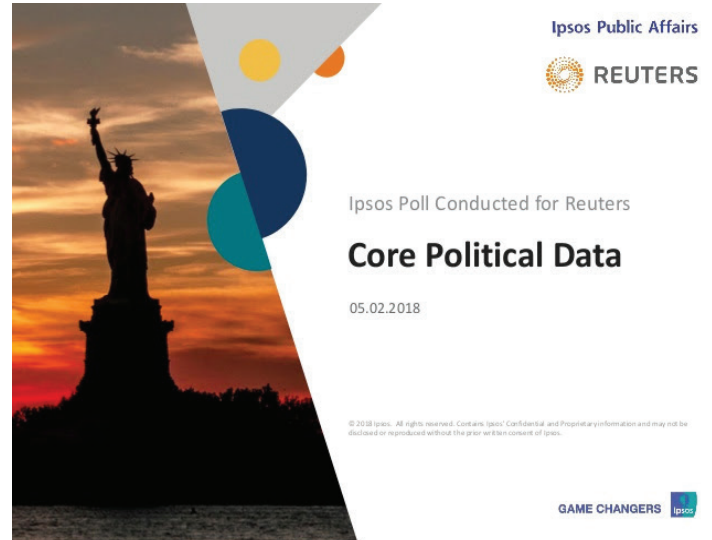 Ipsos Public Affairs
REUTERS
Ipsos Poll Conducted for Reuters
Core Political Data
05.02.2018
© 2018 Ipsos. All rights reserved. Contains Ipsos' Confidential and Proprietary information and may not be
disclosed or reproduced without the prior written consent of Ipsos.
GAME CHANGERS
Ipsos